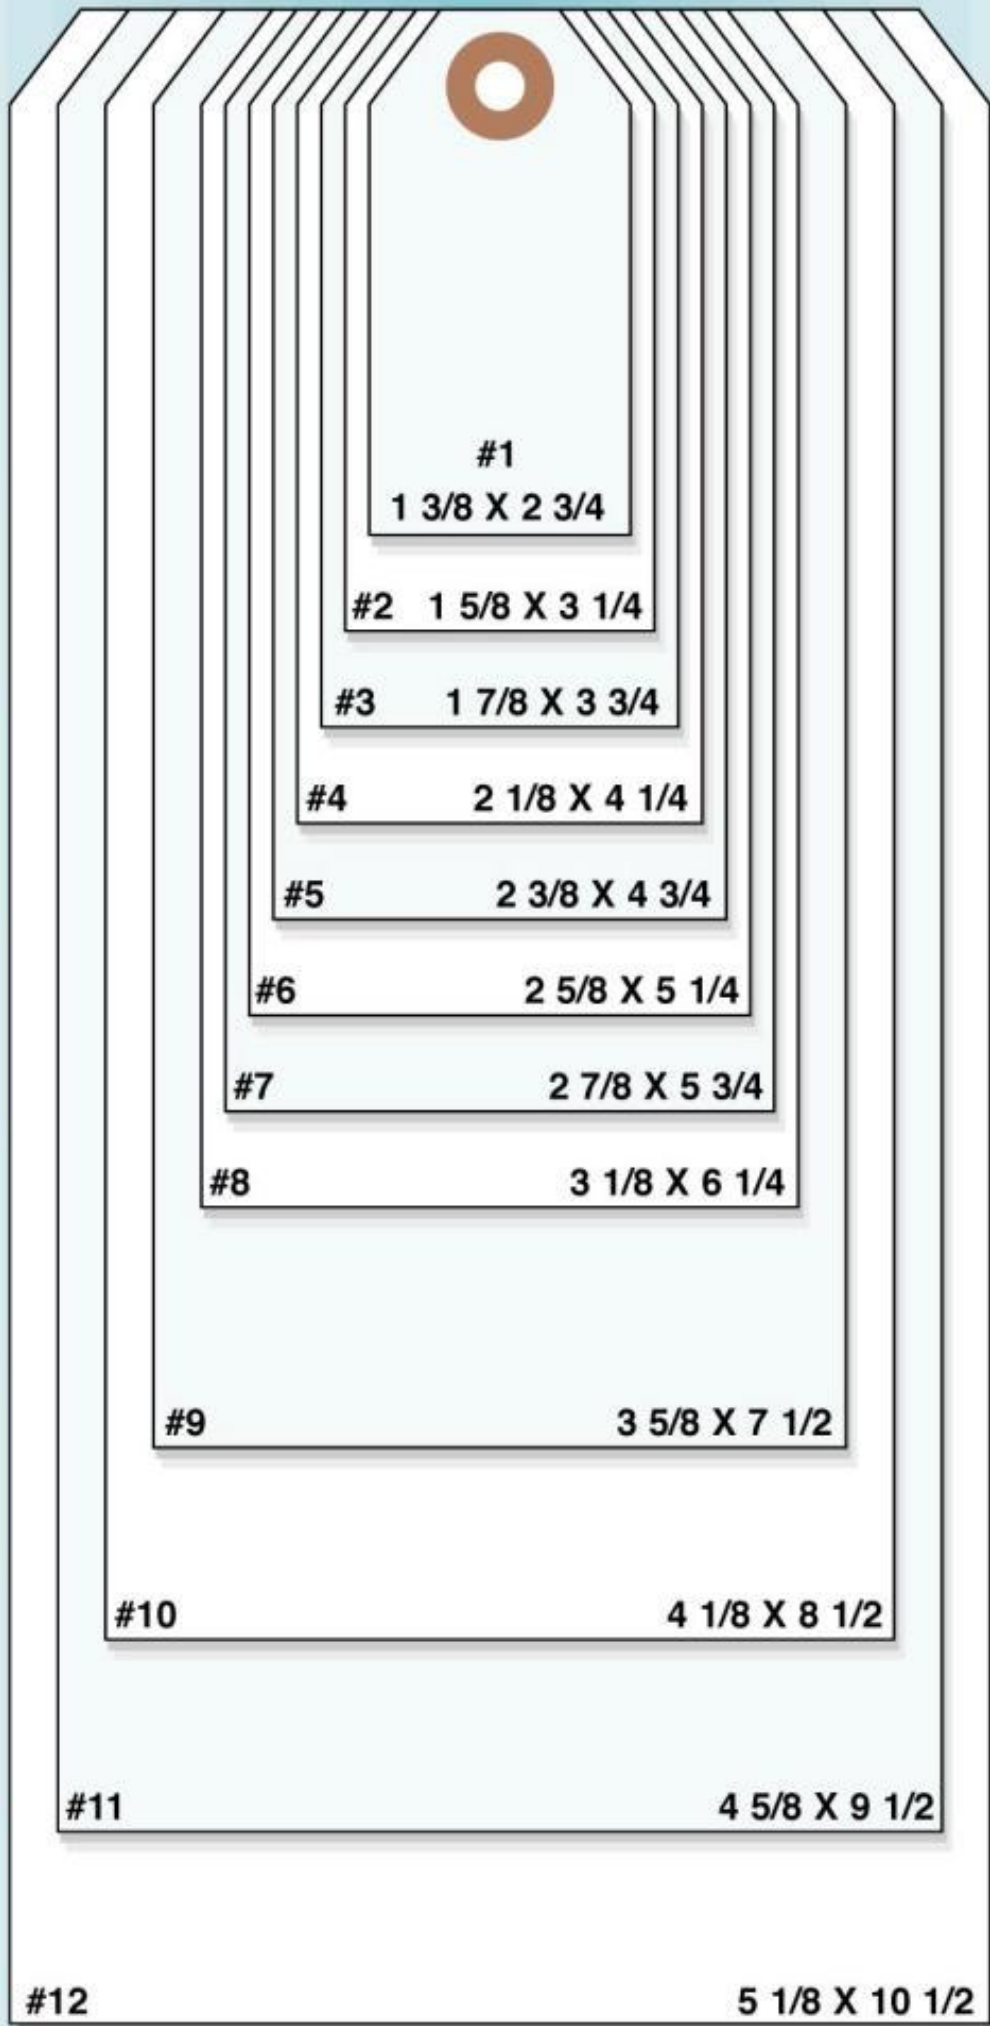 #1
1 3/8 X 2 3/4
#2 1 5/8 X 3 1/4
#3 1 7/8 X 3 3/4
#4 2 1/8 X 4 1/4
#5 2 3/8 X 4 3/4
#6 2 5/8 X 5 1/4
#7 2 7/8 X 5 3/4
#8 3 1/8 X 6 1/4
#9 3 5/8 X 7 1/2
#10 4 1/8 X 8 1/2
#11 4 5/8 X 9 1/2
#12 5 1/8 X 10 1/2